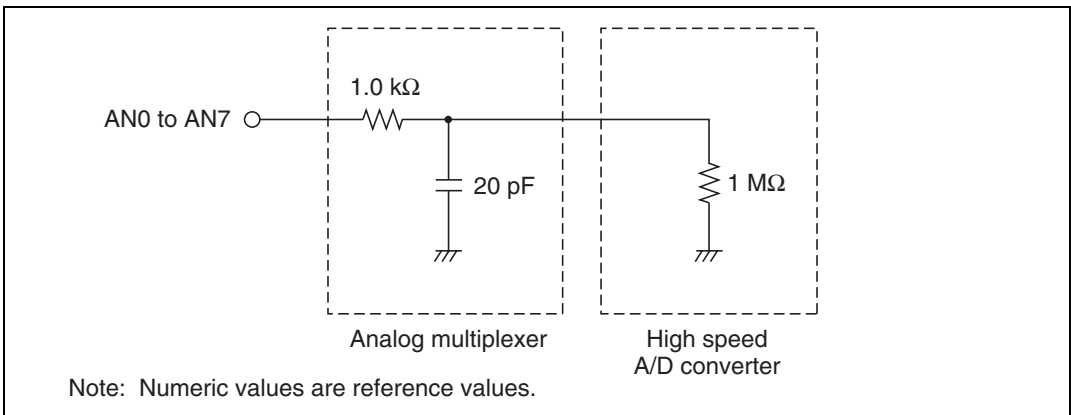 1.0 kΩ
AN0 to AN7
20 pF
1 MΩ
Analog multiplexer
High speed
A/D converter
Note: Numeric values are reference values.